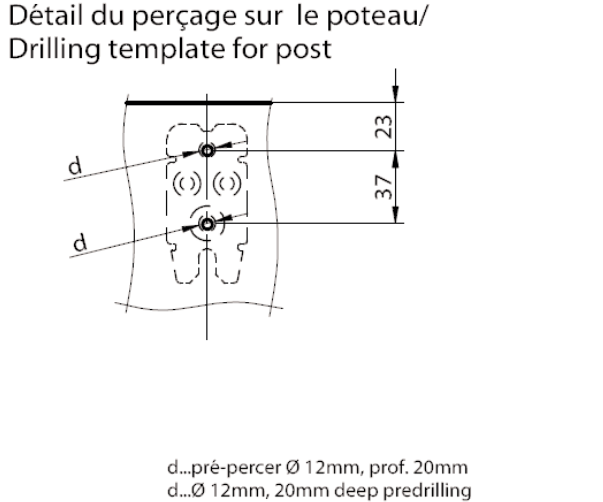 Détail du perçage sur le poteau/
Drilling template for post
23
d
37
d
d...pré-percer Ø 12mm, prof. 20mm
d...Ø 12mm, 20mm deep predrilling